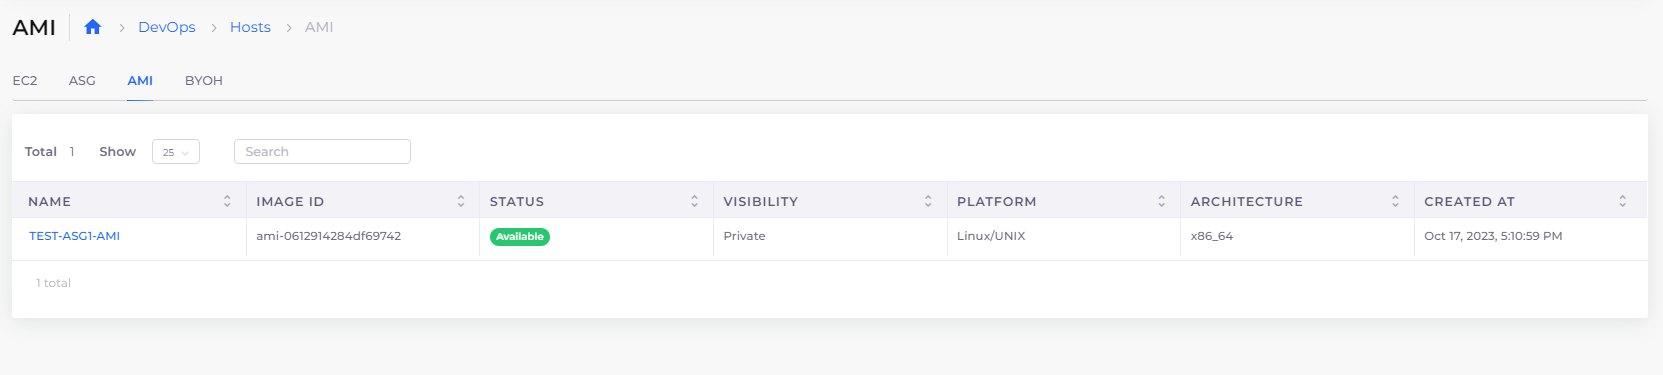 AMI DevOps Hosts AMI
EC2 ASG AMI BYOH
Total 1 Show 25 Search
NAME IMAGE ID STATUS VISIBILITY PLATFORM ARCHITECTURE CREATED AT
TEST-ASG1-AMI ami-0612914284df69742 Available Private Linux/UNIX x86_64 Oct 17, 2023, 5:10:59 PM
1 total